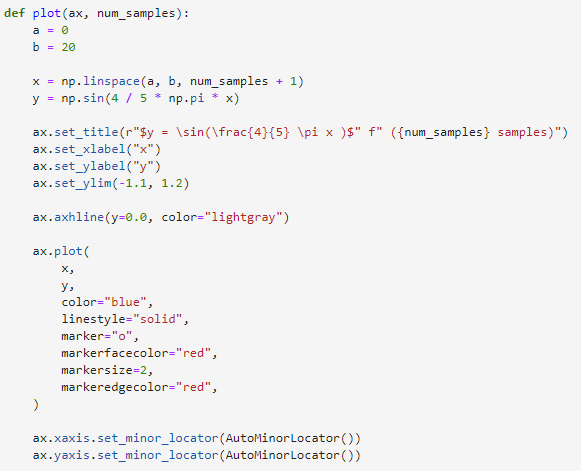 def plot(ax, num_samples):
    a = 0
    b = 20

    x = np.linspace(a, b, num_samples + 1)
    y = np.sin(4 / 5 * np.pi * x)

    ax.set_title(r"$y = \sin(\frac{4}{5} \pi x )$" f" ({num_samples} samples)")
    ax.set_xlabel("x")
    ax.set_ylabel("y")
    ax.set_ylim(-1.1, 1.2)

    ax.axhline(y=0.0, color="lightgray")

    ax.plot(
        x,
        y,
        color="blue",
        linestyle="solid",
        marker="o",
        markerfacecolor="red",
        markersize=2,
        markeredgecolor="red",
    )

    ax.xaxis.set_minor_locator(AutoMinorLocator())
    ax.yaxis.set_minor_locator(AutoMinorLocator())